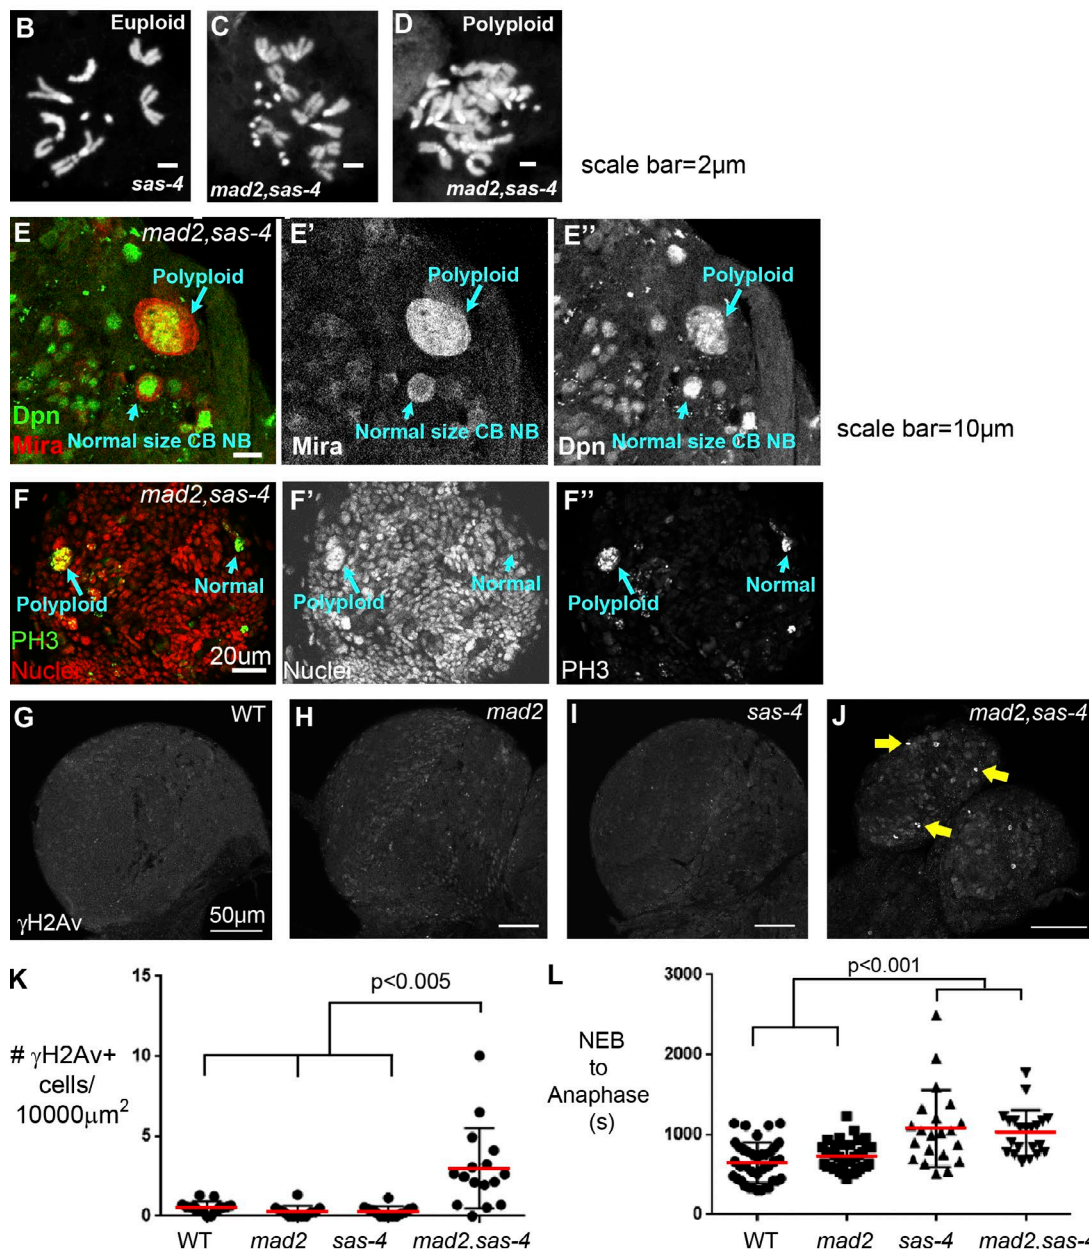 B Euploid
sas-4
C
mad2,sas-4
D Polyploid
mad2,sas-4
scale bar=2µm
E mad2,sas-4
Polyploid
Dpn
Mira
Normal size CB NB
E'
Polyploid
Normal size CB NB
Mira
E''
Polyploid
Normal size CB NB
Dpn
scale bar=10µm
F mad2,sas-4
Normal
Polyploid
PH3
Nuclei
20um
F'
Normal
Polyploid
Nuclei
F''
Normal
Polyploid
PH3
G WT
γH2Av
50µm
H mad2
I sas-4
J mad2,sas-4
K
# γH2Av+
cells/
10000µm²
15
10
5
0
p<0.005
WT mad2 sas-4 mad2,sas-4
L
NEB
to
Anaphase
(s)
3000
2000
1000
0
p<0.001
WT mad2 sas-4 mad2,sas-4